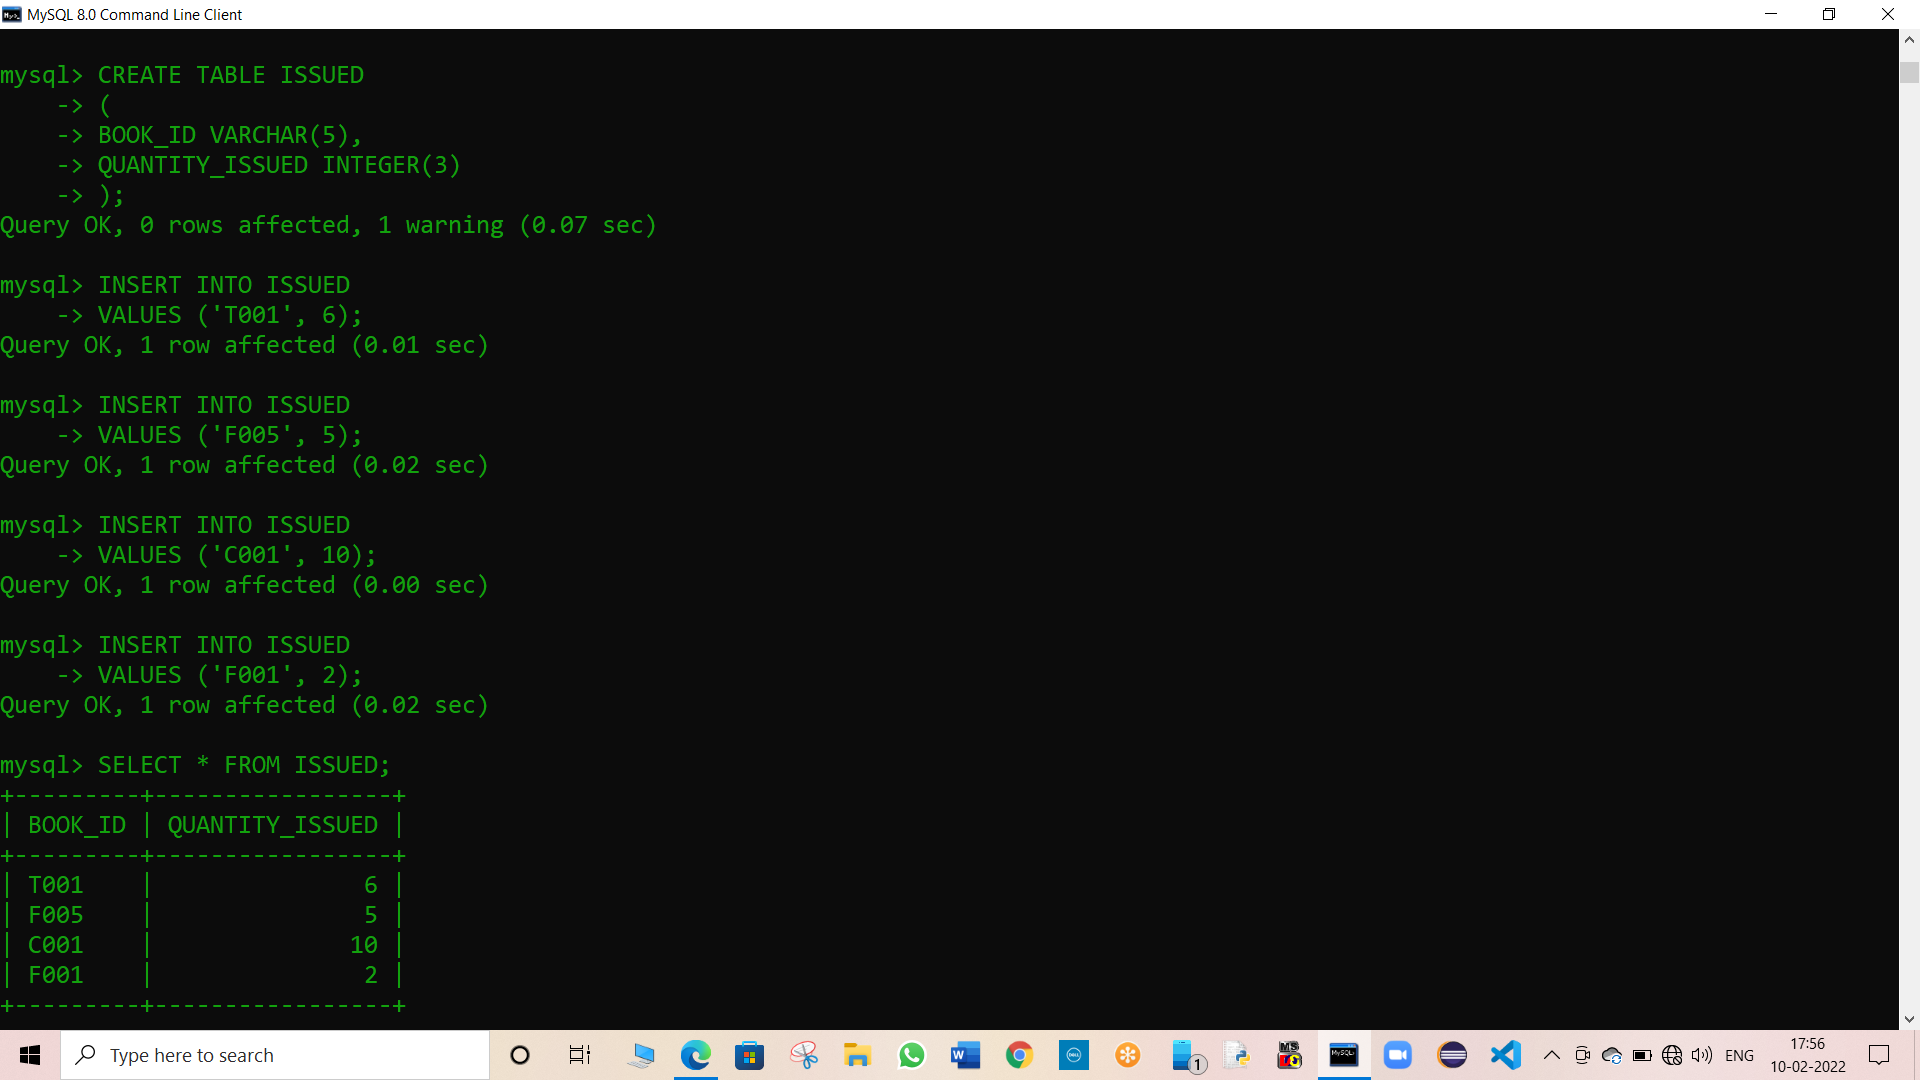 MySQL 8.0 Command Line Client
mysql> CREATE TABLE ISSUED
    -> (
    -> BOOK_ID VARCHAR(5),
    -> QUANTITY_ISSUED INTEGER(3)
    -> );
Query OK, 0 rows affected, 1 warning (0.07 sec)
mysql> INSERT INTO ISSUED
    -> VALUES ('T001', 6);
Query OK, 1 row affected (0.01 sec)
mysql> INSERT INTO ISSUED
    -> VALUES ('F005', 5);
Query OK, 1 row affected (0.02 sec)
mysql> INSERT INTO ISSUED
    -> VALUES ('C001', 10);
Query OK, 1 row affected (0.00 sec)
mysql> INSERT INTO ISSUED
    -> VALUES ('F001', 2);
Query OK, 1 row affected (0.02 sec)
mysql> SELECT * FROM ISSUED;
+---------+-----------------+
| BOOK_ID | QUANTITY_ISSUED |
+---------+-----------------+
| T001    |               6 |
| F005    |               5 |
| C001    |              10 |
| F001    |               2 |
+---------+-----------------+
Type here to search
W
DELL
1
MS
MySQL
ENG
17:56
10-02-2022